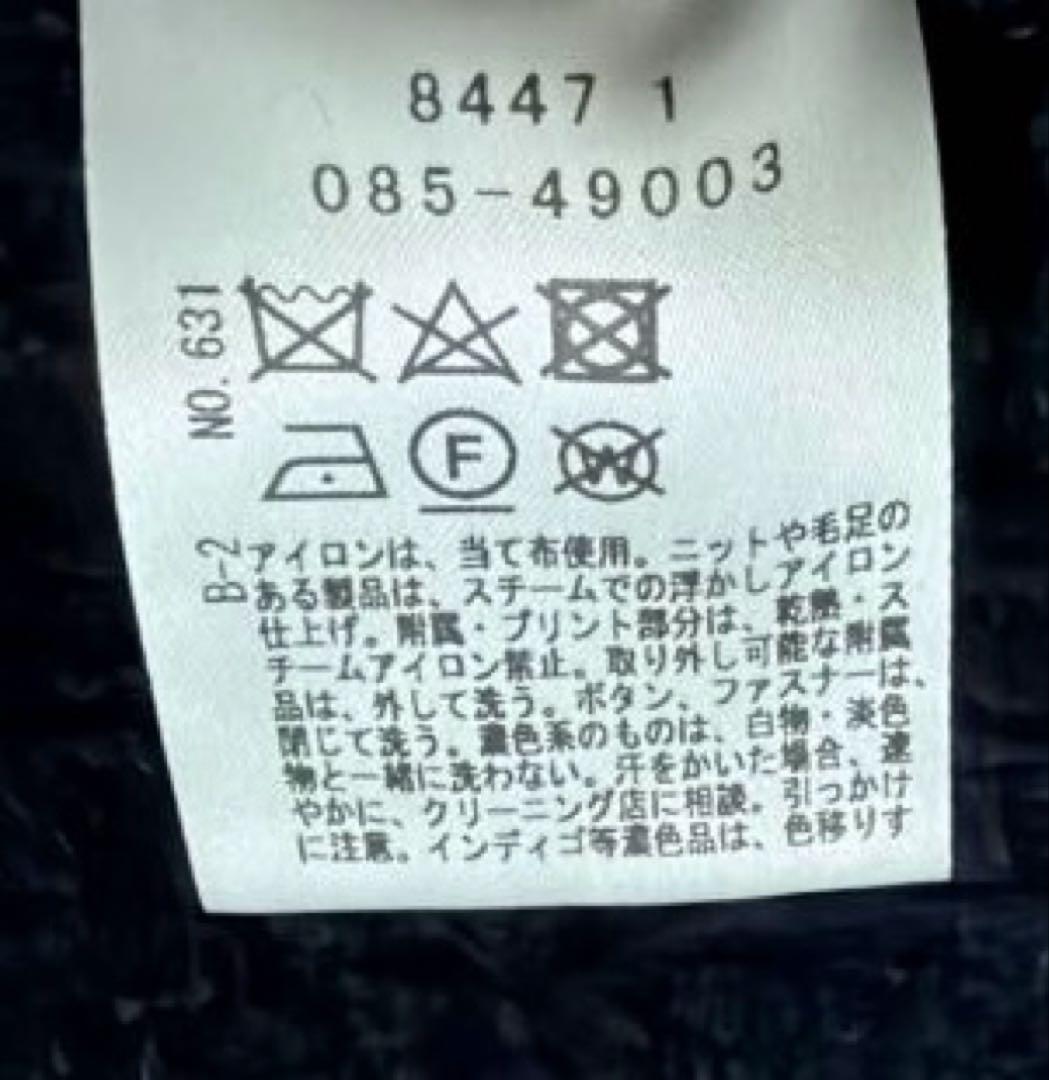 8447 1
085-49003
NO. 631
F
W
B-2
アイロンは、当て布使用。ニットや毛足の
ある製品は、スチームでの浮かしアイロン
仕上げ。附属・プリント部分は、乾熱・ス
チームアイロン禁止。取り外し可能な附属
品は、外して洗う。ボタン、ファスナーは、
閉じて洗う。濃色系のものは、白物・淡色
物と一緒に洗わない。汗をかいた場合、速
やかに、クリーニング店に相談。引っかけ
に注意。インディゴ等濃色品は、色移りす